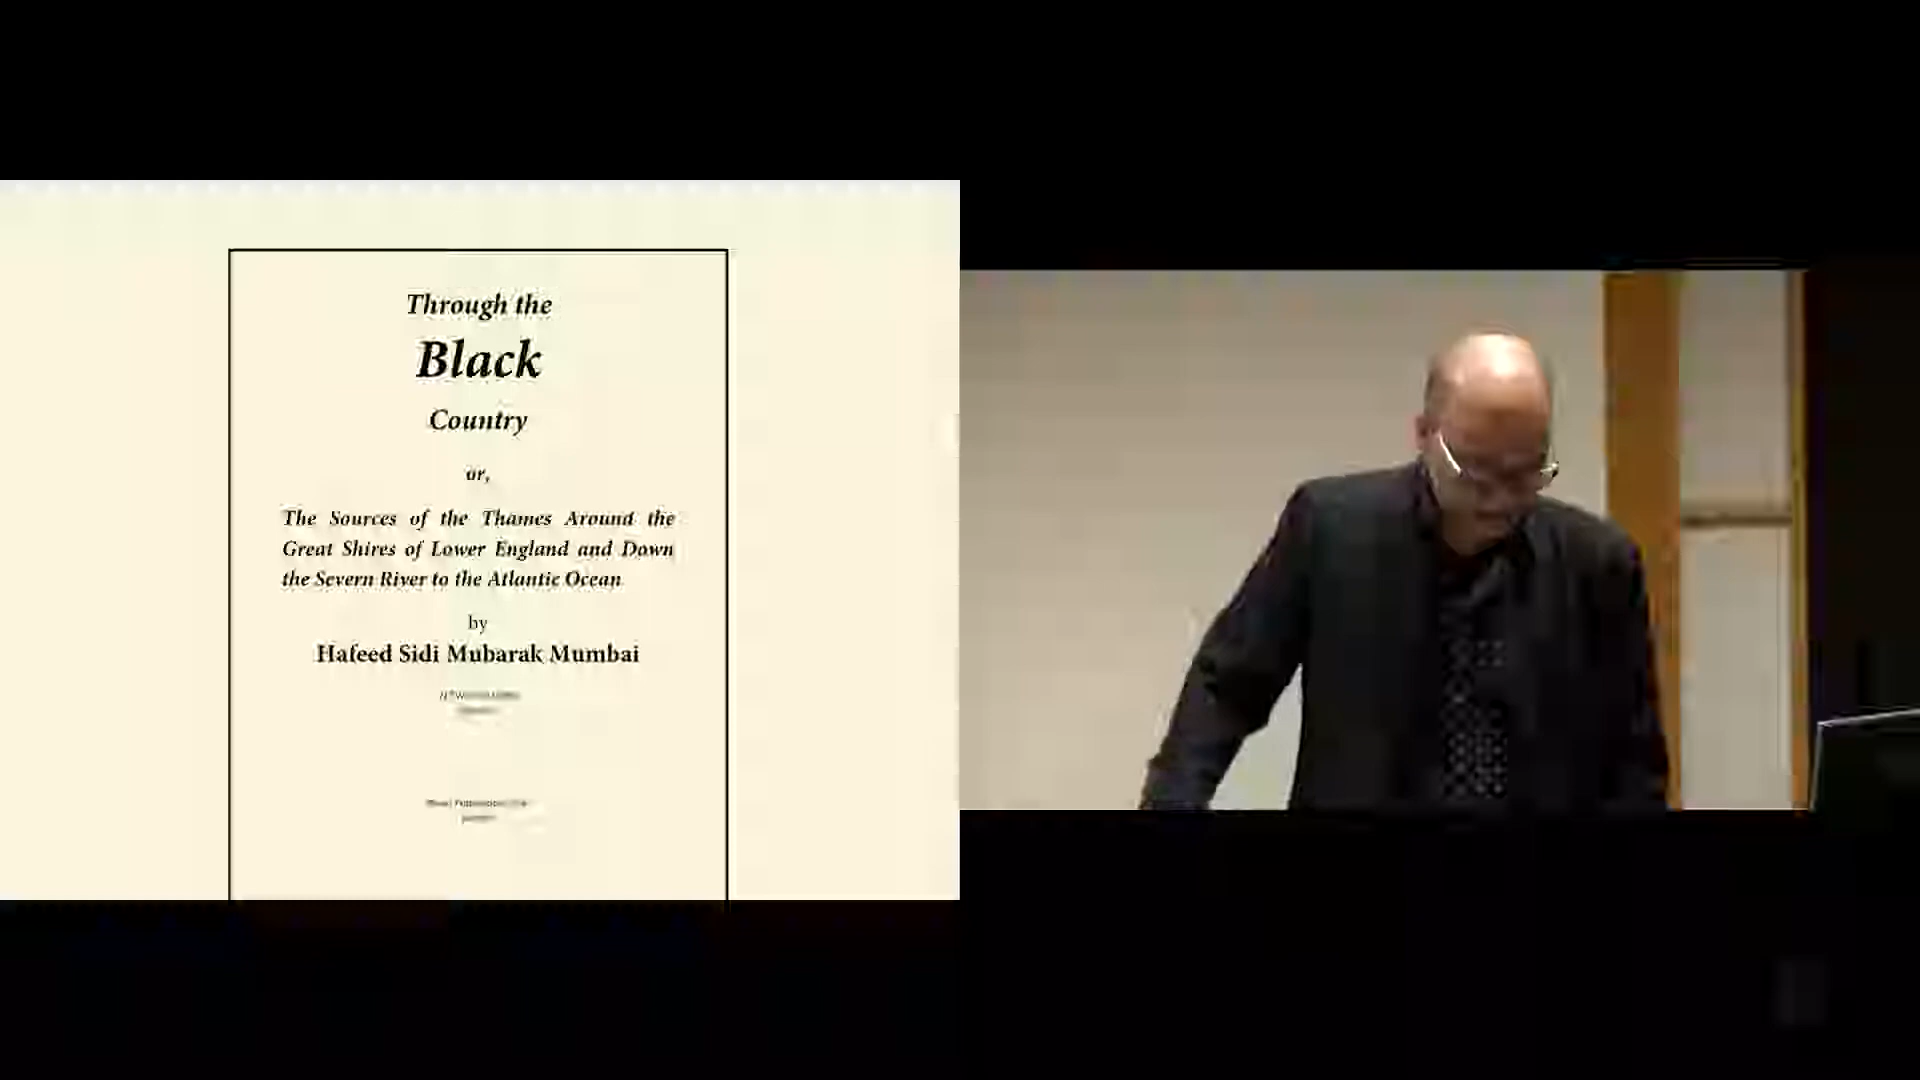 Through the
Black
Country
or,
The Sources of the Thames Around the
Great Shires of Lower England and Down
the Severn River to the Atlantic Ocean
by
Hafeed Sidi Mubarak Mumbai